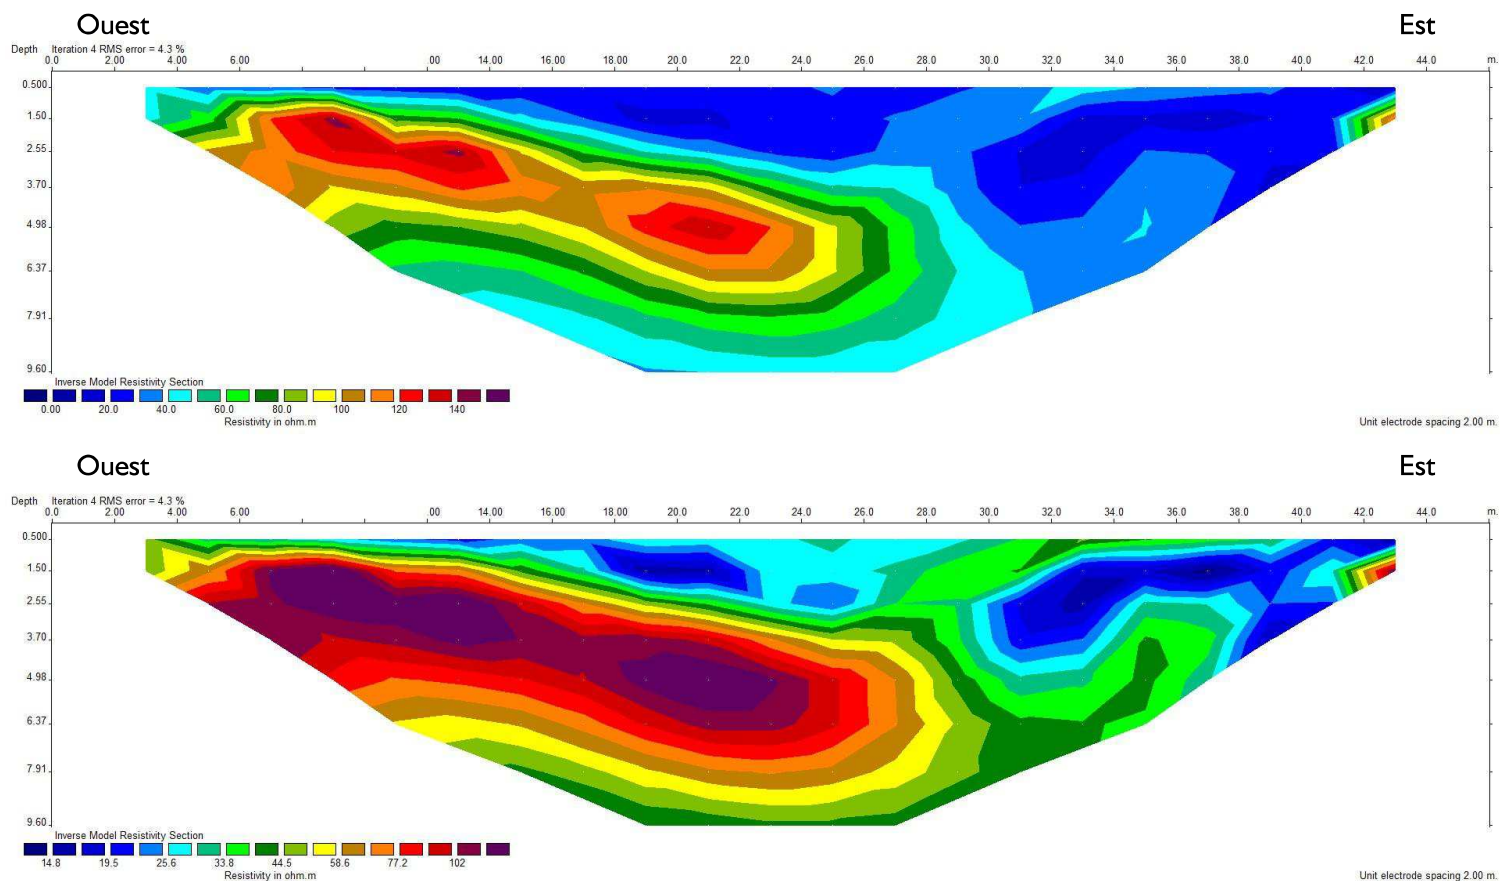 Ouest Est
Depth Iteration 4 RMS error = 4.3 %
0.0 2.00 4.00 6.00 .00 14.00 16.00 18.00 20.0 22.0 24.0 26.0 28.0 30.0 32.0 34.0 36.0 38.0 40.0 42.0 44.0 m.
0.500
1.50
2.55
3.70
4.98
6.37
7.91
9.60
Inverse Model Resistivity Section
0.00 20.0 40.0 60.0 80.0 100 120 140
Resistivity in ohm.m Unit electrode spacing 2.00 m.
Ouest Est
Depth Iteration 4 RMS error = 4.3 %
0.0 2.00 4.00 6.00 .00 14.00 16.00 18.00 20.0 22.0 24.0 26.0 28.0 30.0 32.0 34.0 36.0 38.0 40.0 42.0 44.0 m.
0.500
1.50
2.55
3.70
4.98
6.37
7.91
9.60
Inverse Model Resistivity Section
14.8 19.5 25.6 33.8 44.5 58.6 77.2 102
Resistivity in ohm.m Unit electrode spacing 2.00 m.